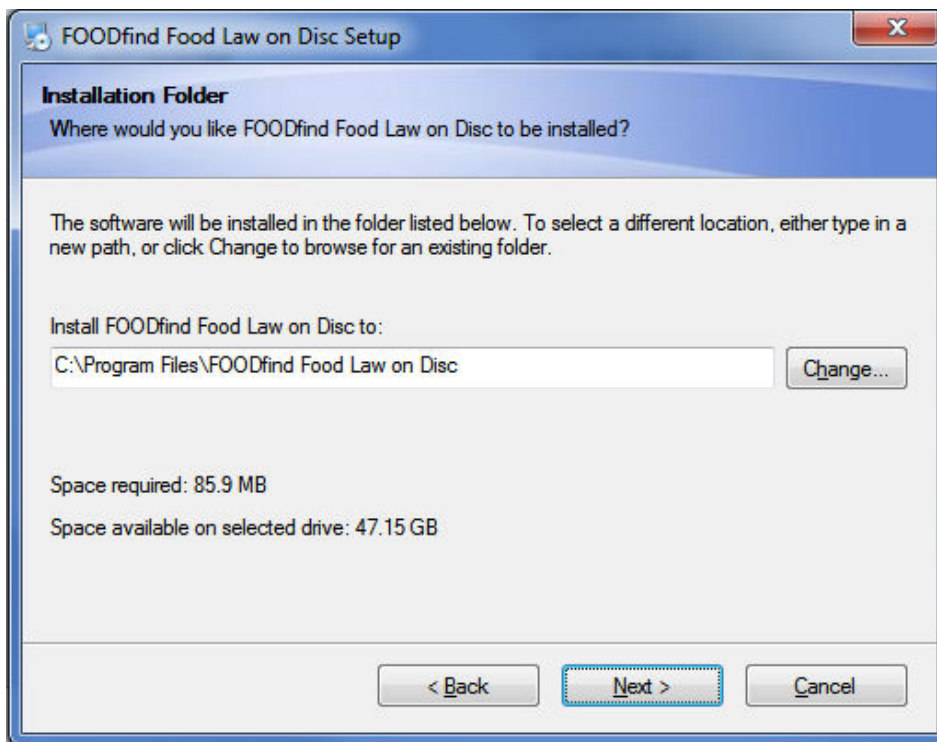 FOODfind Food Law on Disc Setup
Installation Folder
Where would you like FOODfind Food Law on Disc to be installed?
The software will be installed in the folder listed below. To select a different location, either type in a
new path, or click Change to browse for an existing folder.
Install FOODfind Food Law on Disc to:
C:\Program Files\FOODfind Food Law on Disc
Change...
Space required: 85.9 MB
Space available on selected drive: 47.15 GB
< Back
Next >
Cancel